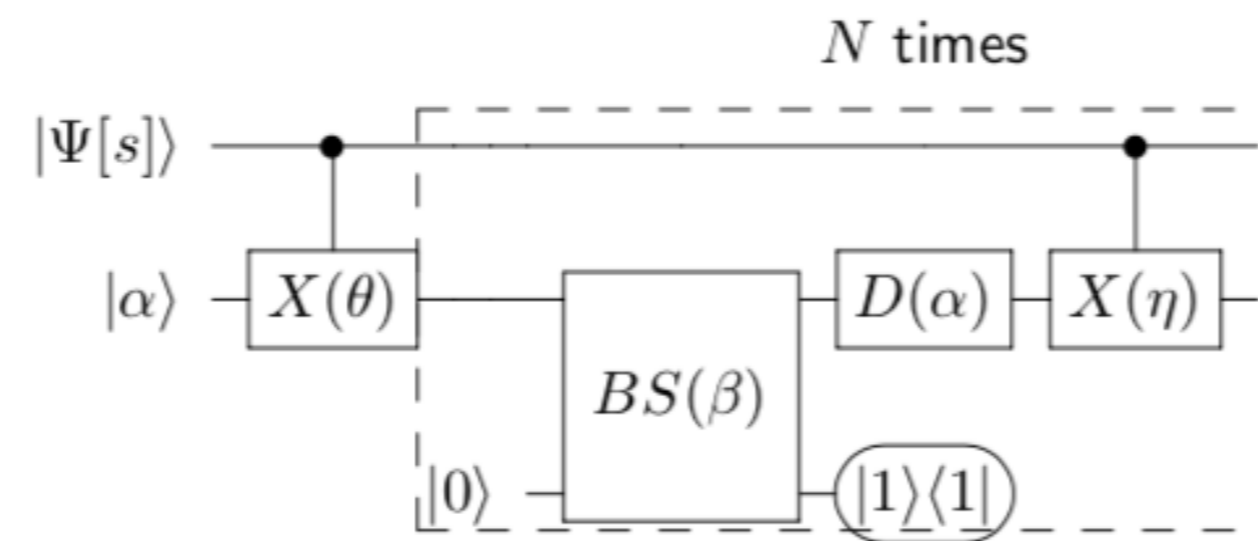 N times
|Ψ[s]⟩
|α⟩ X(θ) D(α) X(η)
BS(β)
|0⟩ |1⟩⟨1|